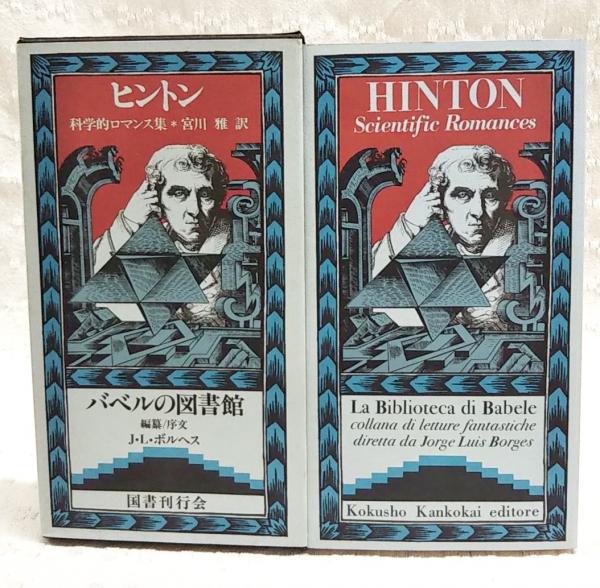 ヒントン
科学的ロマンス集＊宮川 雅 訳
バベルの図書館
編纂/序文
J・L・ボルヘス
国書刊行会
HINTON
Scientific Romances
La Biblioteca di Babele
collana di letture fantastiche
diretta da Jorge Luis Borges
Kokusho Kankokai editore